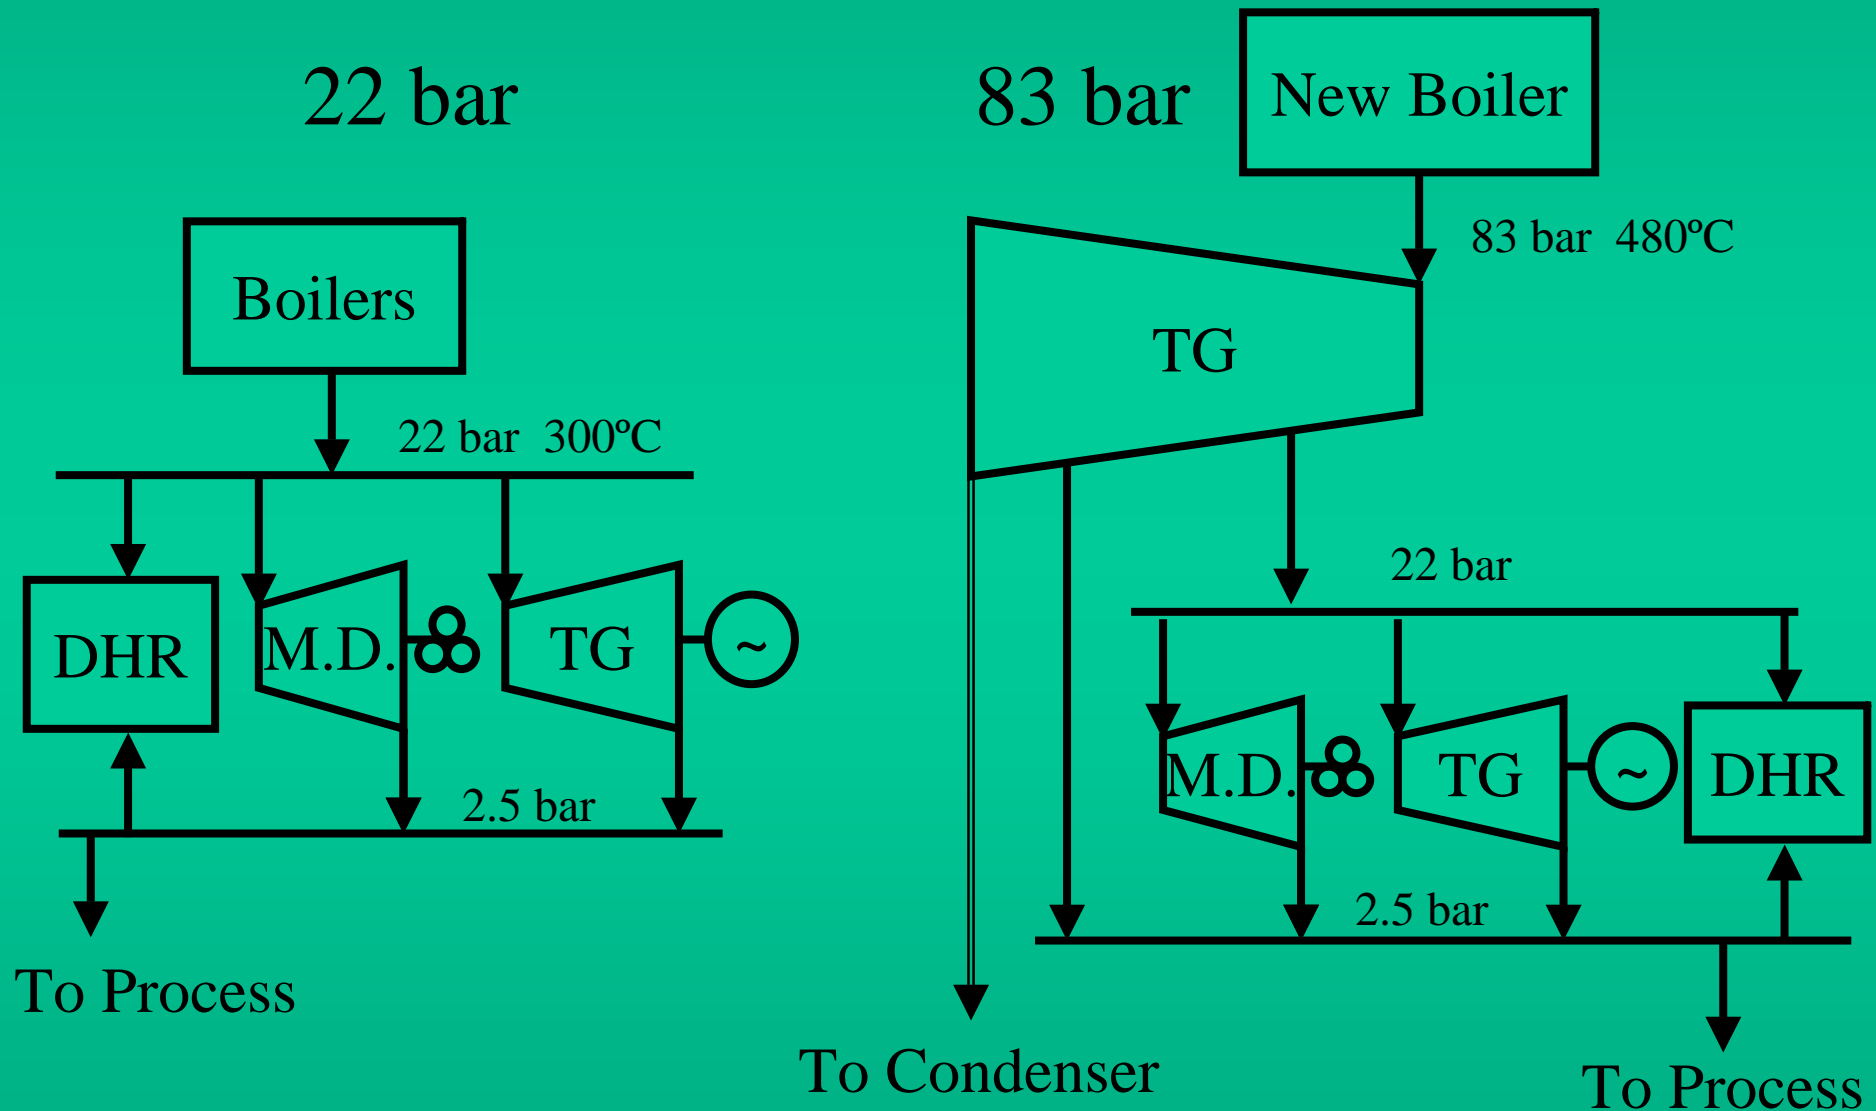 22 bar
Boilers
22 bar 300ºC
DHR
M.D.
TG
~
2.5 bar
To Process
83 bar
New Boiler
83 bar 480ºC
TG
22 bar
M.D.
TG
~
DHR
2.5 bar
To Condenser
To Process